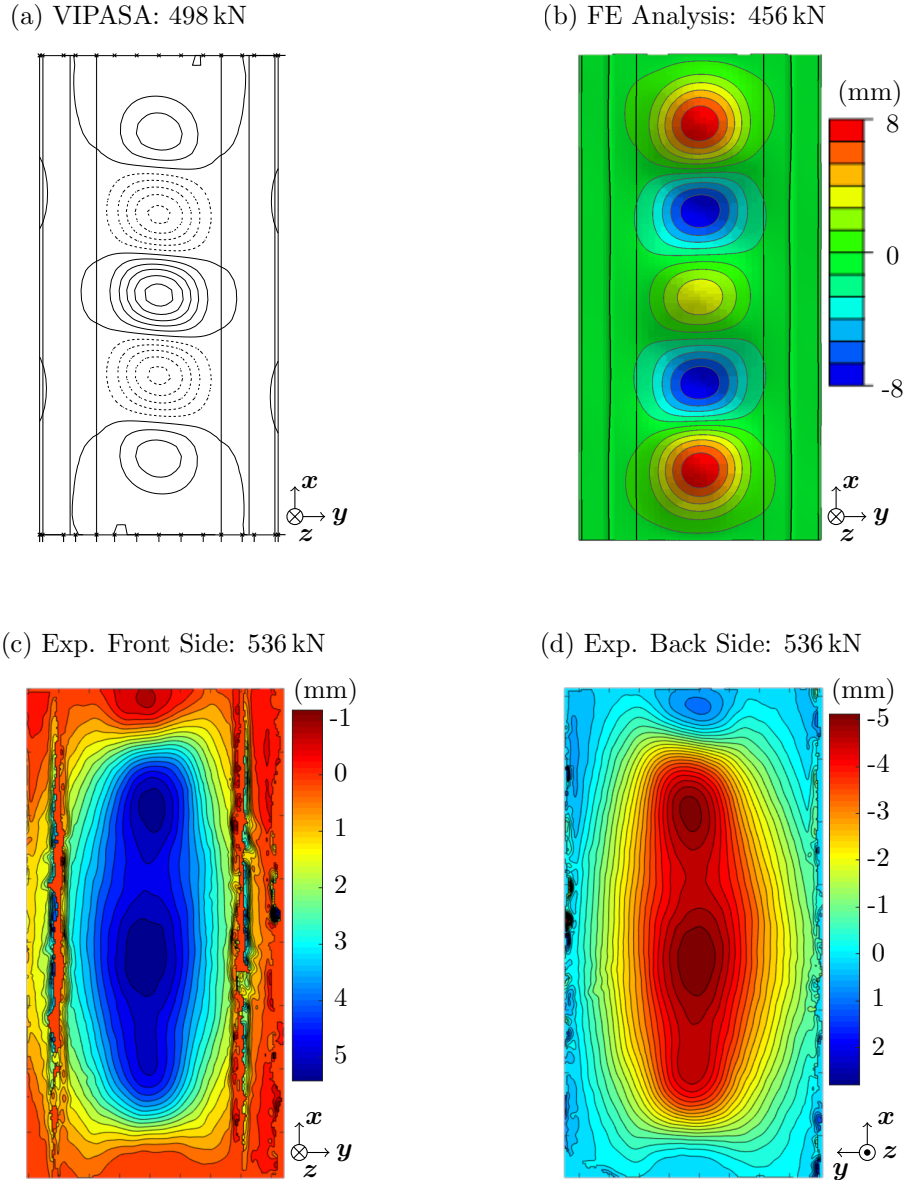 (a) VIPASA: 498 kN
x
y
z
(b) FE Analysis: 456 kN
(mm)
8
0
-8
x
y
z
(c) Exp. Front Side: 536 kN
(mm)
-1
0
1
2
3
4
5
x
y
z
(d) Exp. Back Side: 536 kN
(mm)
-5
-4
-3
-2
-1
0
1
2
x
z
y